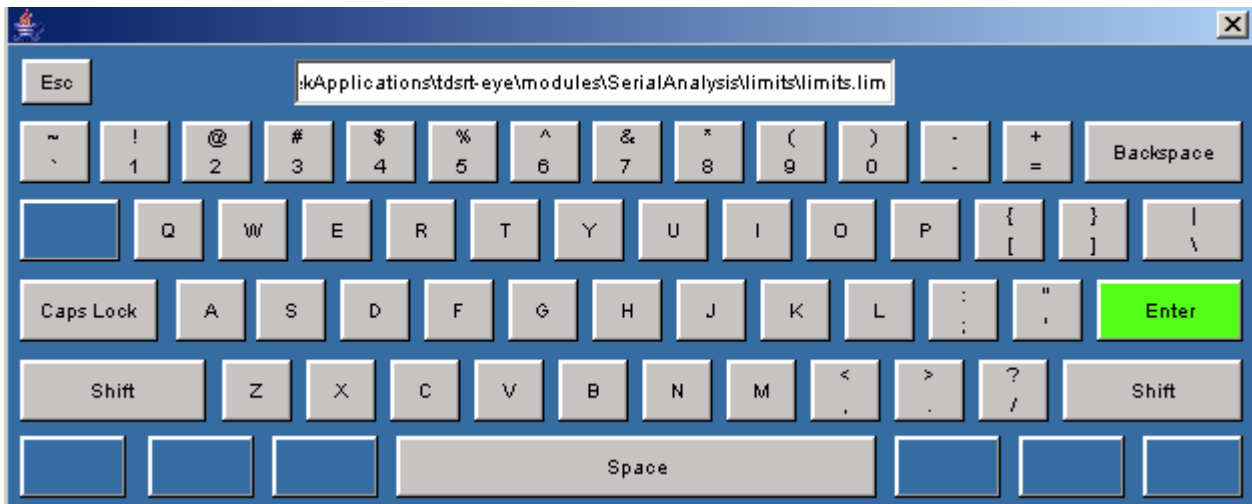 Esc :kApplications\tdsrt-eye\modules\SerialAnalysis\limits\limits.lim
~ ! @ # $ % ^ & * ( ) - +
` 1 2 3 4 5 6 7 8 9 0 - = Backspace
Q W E R T Y U I O P { [ } ] | \
Caps Lock A S D F G H J K L : ; " ' Enter
Shift Z X C V B N M < , > . ? / Shift
Space